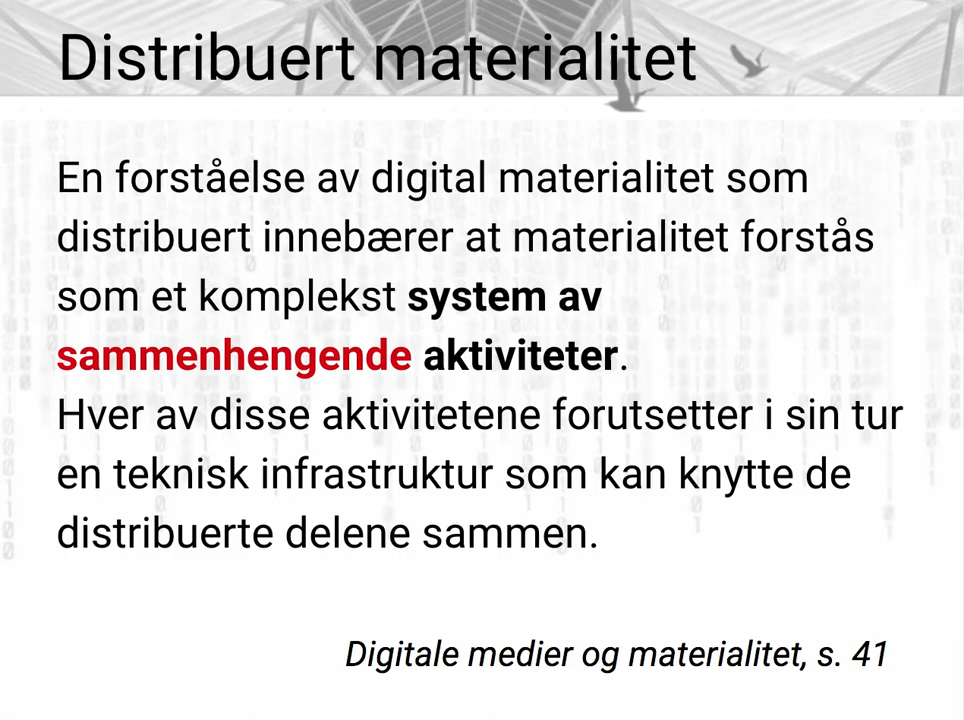 Distribuert materialitet
En forståelse av digital materialitet som
distribuert innebærer at materialitet forstås
som et komplekst system av
sammenhengende aktiviteter.
Hver av disse aktivitetene forutsetter i sin tur
en teknisk infrastruktur som kan knytte de
distribuerte delene sammen.
Digitale medier og materialitet, s. 41